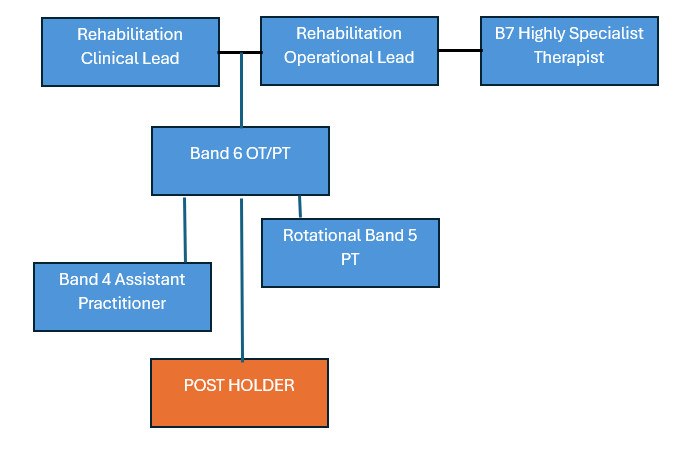 Rehabilitation
Clinical Lead
Rehabilitation
Operational Lead
B7 Highly Specialist
Therapist
Band 6 OT/PT
Rotational Band 5
PT
Band 4 Assistant
Practitioner
POST HOLDER